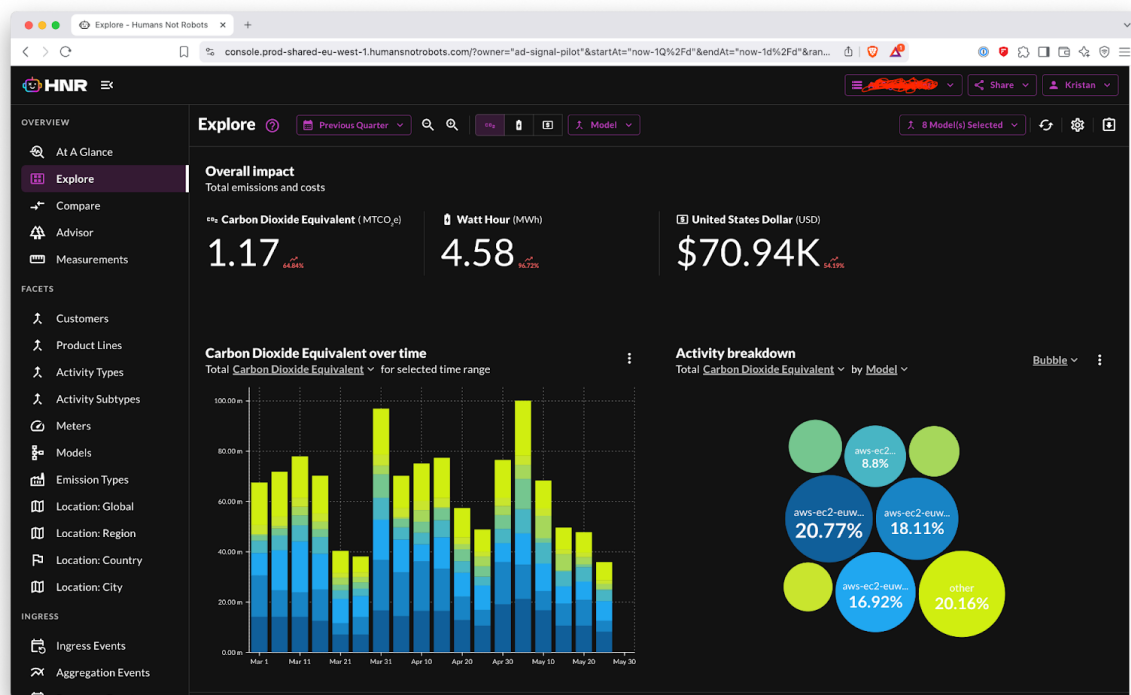 Explore - Humans Not Robots
console.prod-shared-eu-west-1.humansnotrobots.com/?owner="ad-signal-pilot"&startAt="now-1Q%2Fd"&endAt="now-1d%2Fd"&ran...
HNR
Share
Kristan
OVERVIEW
At A Glance
Explore
Compare
Advisor
Measurements
FACETS
Customers
Product Lines
Activity Types
Activity Subtypes
Meters
Models
Emission Types
Location: Global
Location: Region
Location: Country
Location: City
INGRESS
Ingress Events
Aggregation Events
Explore
Previous Quarter
CO₂
Model
8 Model(s) Selected
Overall impact
Total emissions and costs
CO₂ Carbon Dioxide Equivalent (MTCO₂e)
1.17 64.84%
Watt Hour (MWh)
4.58 96.72%
United States Dollar (USD)
$70.94K 54.19%
Carbon Dioxide Equivalent over time
Total Carbon Dioxide Equivalent for selected time range
100.00 m
80.00 m
60.00 m
40.00 m
20.00 m
0.00 m
Mar 1 Mar 11 Mar 21 Mar 31 Apr 10 Apr 20 Apr 30 May 10 May 20 May 30
Activity breakdown
Total Carbon Dioxide Equivalent by Model
Bubble
aws-ec2...
8.8%
aws-ec2-euw...
20.77%
aws-ec2-euw...
18.11%
aws-ec2-euw...
16.92%
other
20.16%